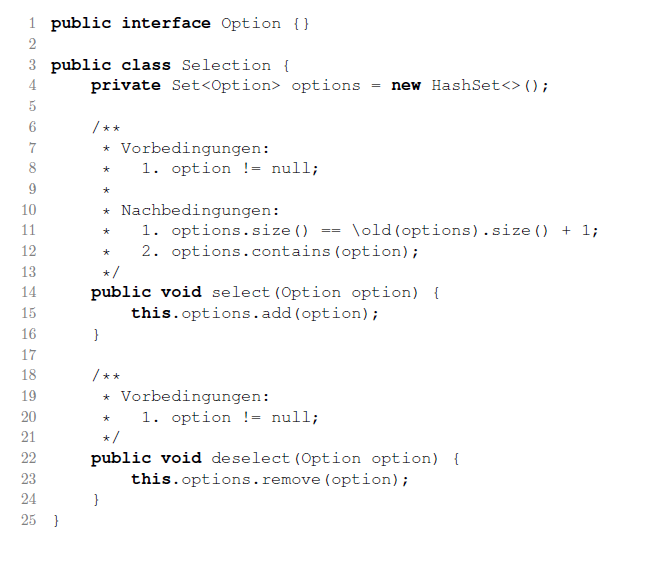 1 public interface Option {}
2
3 public class Selection {
4     private Set<Option> options = new HashSet<>();
5
6     /**
7      * Vorbedingungen:
8      *   1. option != null;
9      *
10      * Nachbedingungen:
11      *   1. options.size() == \old(options).size() + 1;
12      *   2. options.contains(option);
13      */
14     public void select(Option option) {
15         this.options.add(option);
16     }
17
18     /**
19      * Vorbedingungen:
20      *   1. option != null;
21      */
22     public void deselect(Option option) {
23         this.options.remove(option);
24     }
25 }